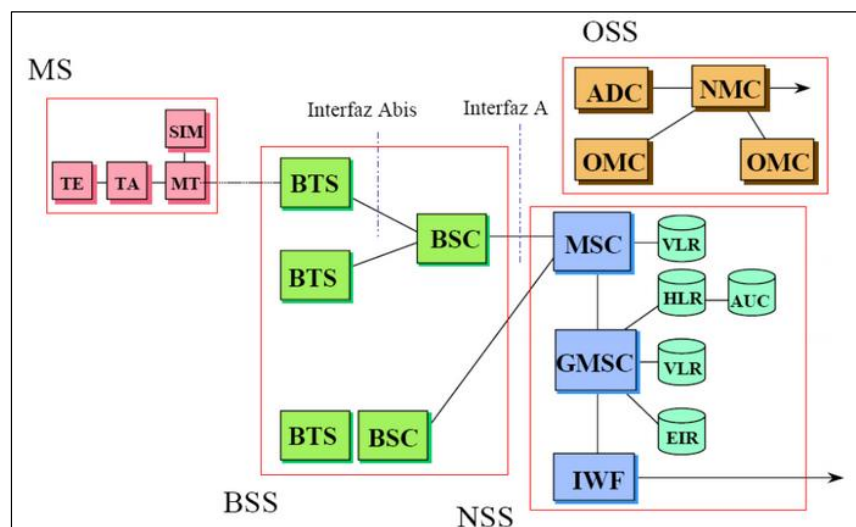 OSS
MS
ADC
NMC
Interfaz Abis
Interfaz A
SIM
OMC
OMC
TE
TA
MT
BTS
BSC
MSC
VLR
BTS
HLR
AUC
GMSC
VLR
BTS
BSC
EIR
IWF
BSS
NSS